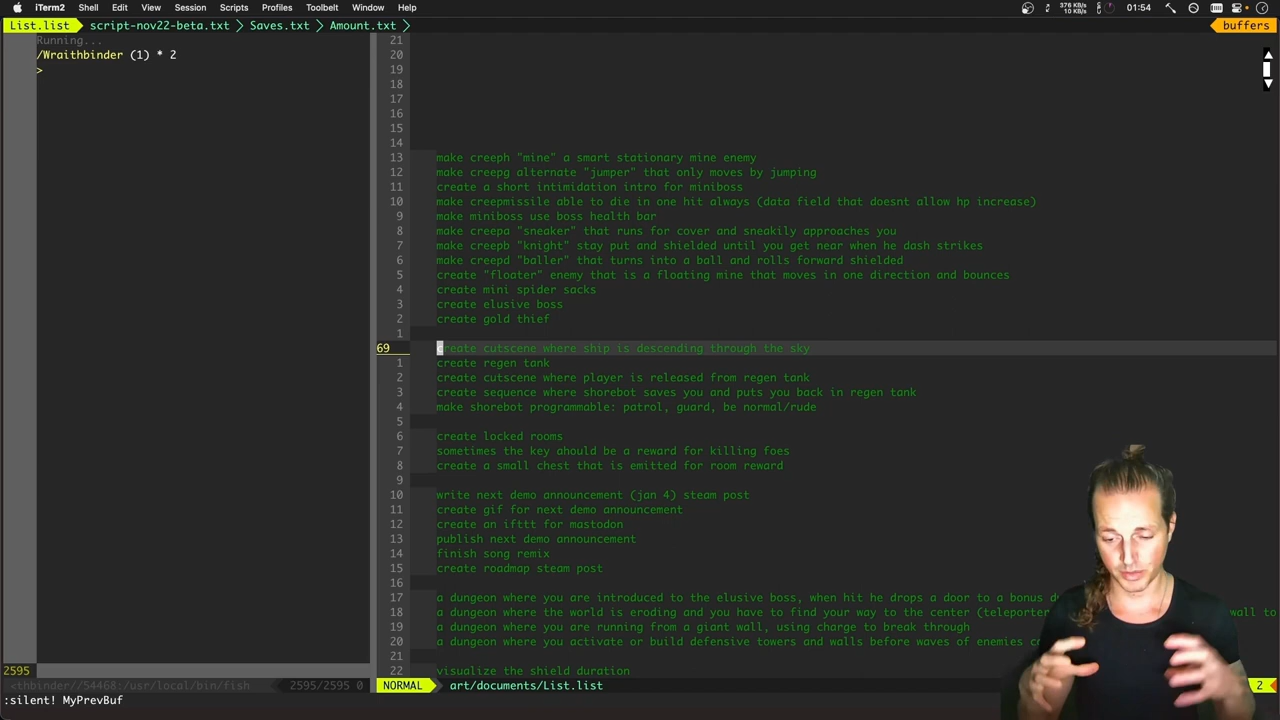 iTerm2 Shell Edit View Session Scripts Profiles Toolbelt Window Help 376 KB/s 10 KB/s 01:54
List.list script-nov22-beta.txt Saves.txt Amount.txt buffers
Running...
/Wraithbinder (1) * 2
>
21
20
19
18
17
16
15
14
13 make creeph "mine" a smart stationary mine enemy
12 make creepg alternate "jumper" that only moves by jumping
11 create a short intimidation intro for miniboss
10 make creepmissile able to die in one hit always (data field that doesnt allow hp increase)
9 make miniboss use boss health bar
8 make creepa "sneaker" that runs for cover and sneakily approaches you
7 make creepb "knight" stay put and shielded until you get near when he dash strikes
6 make creepd "baller" that turns into a ball and rolls forward shielded
5 create "floater" enemy that is a floating mine that moves in one direction and bounces
4 create mini spider sacks
3 create elusive boss
2 create gold thief
1
69 create cutscene where ship is descending through the sky
1 create regen tank
2 create cutscene where player is released from regen tank
3 create sequence where shorebot saves you and puts you back in regen tank
4 make shorebot programmable: patrol, guard, be normal/rude
5
6 create locked rooms
7 sometimes the key ahould be a reward for killing foes
8 create a small chest that is emitted for room reward
9
10 write next demo announcement (jan 4) steam post
11 create gif for next demo announcement
12 create an ifttt for mastodon
13 publish next demo announcement
14 finish song remix
15 create roadmap steam post
16
17 a dungeon where you are introduced to the elusive boss, when hit he drops a door to a bonus
18 a dungeon where the world is eroding and you have to find your way to the center (teleporter wall to
19 a dungeon where you are running from a giant wall, using charge to break through
20 a dungeon where you activate or build defensive towers and walls before waves of enemies
21
22 visualize the shield duration
2595
<thbinder//54468:/usr/local/bin/fish 2595/2595 0 NORMAL art/documents/List.list 2
:silent! MyPrevBuf